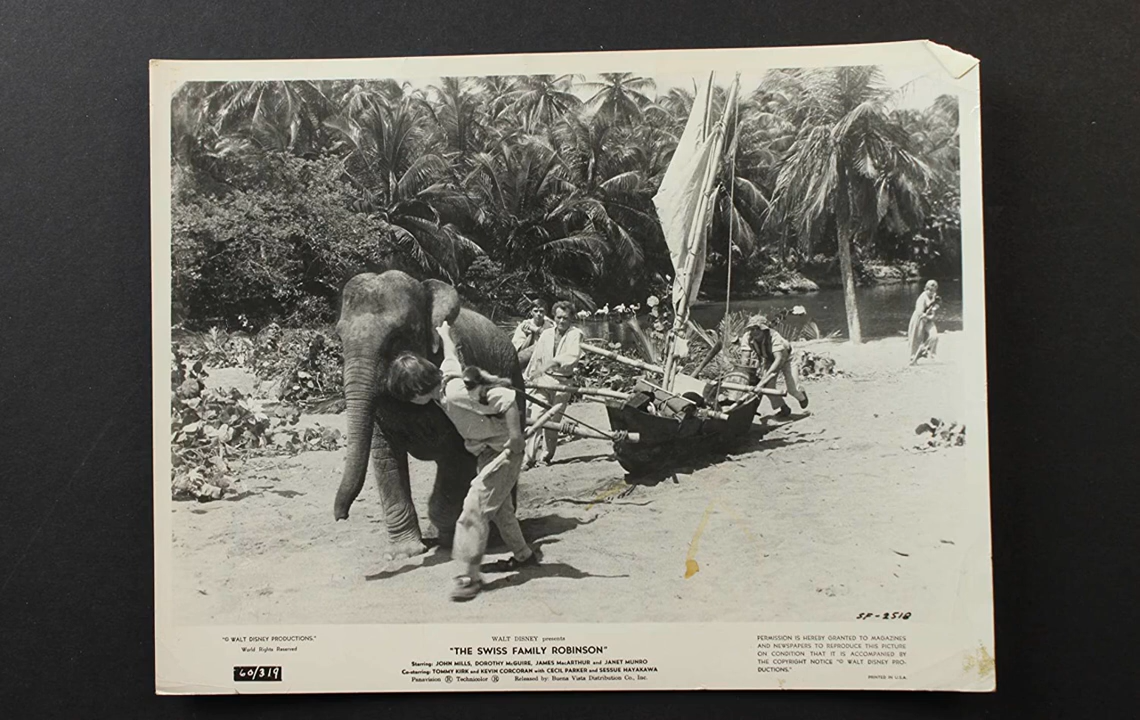 SF-2518
"© WALT DISNEY PRODUCTIONS."
World Rights Reserved
60/319
WALT DISNEY presents
"THE SWISS FAMILY ROBINSON"
Starring: JOHN MILLS, DOROTHY McGUIRE, JAMES MacARTHUR and JANET MUNRO
Co-starring: TOMMY KIRK and KEVIN CORCORAN with CECIL PARKER and SESSUE HAYAKAWA
Panavision ® Technicolor ® Released by: Buena Vista Distribution Co., Inc.
PERMISSION IS HEREBY GRANTED TO MAGAZINES
AND NEWSPAPERS TO REPRODUCE THIS PICTURE
ON CONDITION THAT IT IS ACCOMPANIED BY
THE COPYRIGHT NOTICE "© WALT DISNEY PRO-
DUCTIONS."
PRINTED IN U.S.A.